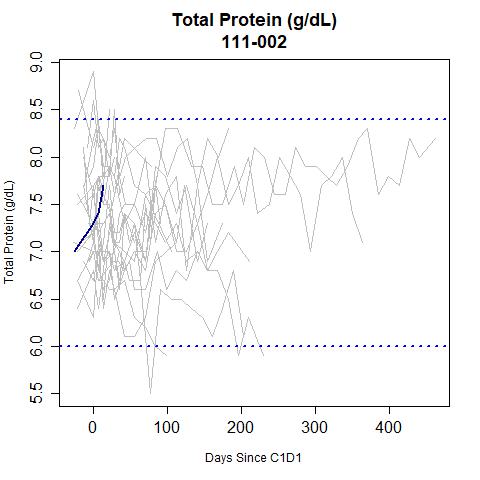 Total Protein (g/dL)
111-002
Total Protein (g/dL)
9.0
8.5
8.0
7.5
7.0
6.5
6.0
5.5
0 100 200 300 400
Days Since C1D1